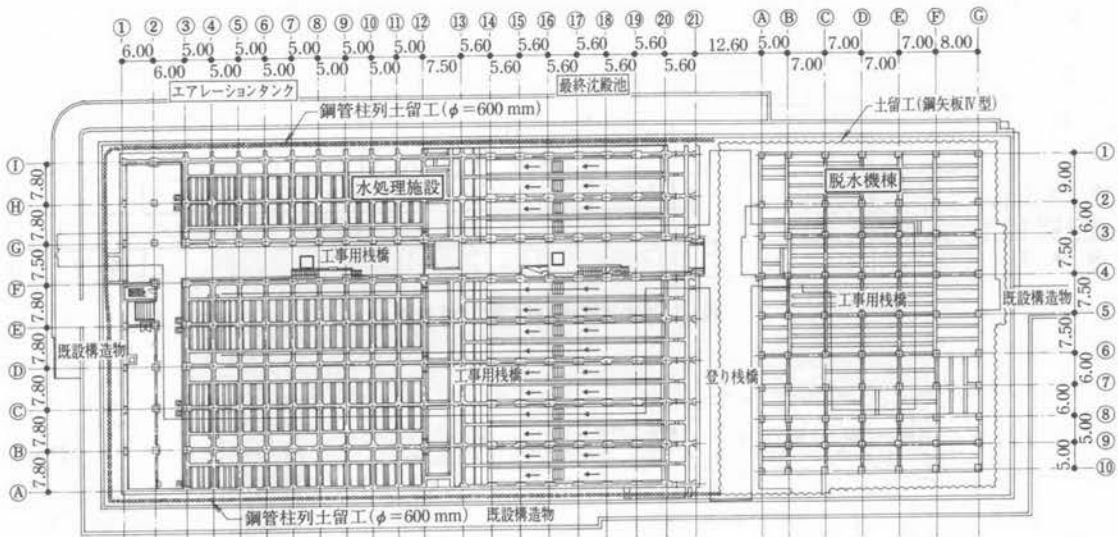 ① ② ③ ④ ⑤ ⑥ ⑦ ⑧ ⑨ ⑩ ⑪ ⑫ ⑬ ⑭ ⑮ ⑯ ⑰ ⑱ ⑲ ⑳ ㉑ Ⓐ Ⓑ Ⓒ Ⓓ Ⓔ Ⓕ Ⓖ
6.00 5.00 5.00 5.00 5.00 5.00 5.60 5.60 5.60 5.60 12.60 5.00 7.00 7.00 8.00
6.00 5.00 5.00 5.00 5.00 7.50 5.60 5.60 5.60 5.60 7.00 7.00
エアレーションタンク
最終沈殿池
鋼管柱列土留工(φ=600 mm)
土留工(鋼矢板Ⅳ型)
Ⓘ
7.80
Ⓗ
7.80
Ⓖ
7.50
Ⓕ
7.80
Ⓔ
7.80
Ⓓ
7.80
Ⓒ
7.80
Ⓑ
7.80
Ⓐ
水処理施設
工事用桟橋
既設構造物
工事用桟橋
登り桟橋
脱水機棟
工事用桟橋
既設構造物
①
9.00
②
6.00
③
7.50
④
7.50
⑤
7.50
⑥
6.00
⑦
6.00
⑧
5.00
⑨
5.00
⑩
鋼管柱列土留工(φ=600 mm)
既設構造物